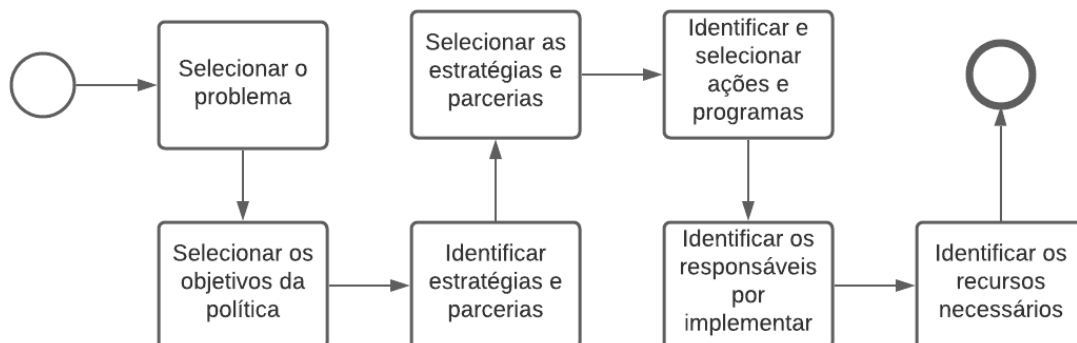 Selecionar o
problema
Selecionar os
objetivos da
política
Identificar
estratégias e
parcerias
Selecionar as
estratégias e
parcerias
Identificar e
selecionar
ações e
programas
Identificar os
responsáveis
por
implementar
Identificar os
recursos
necessários